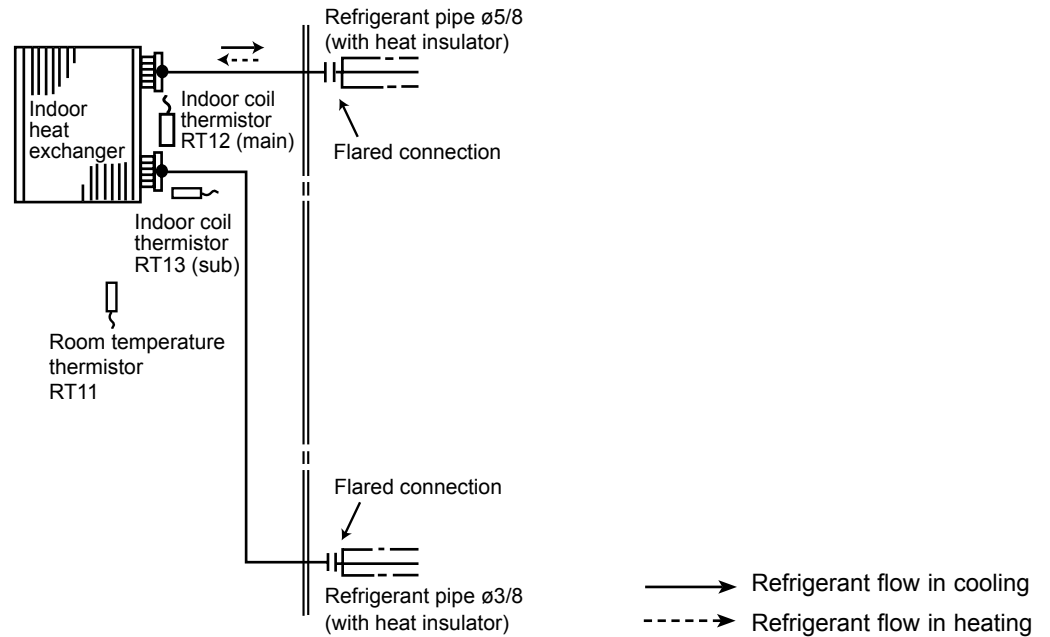 Refrigerant pipe ø5/8
(with heat insulator)
Indoor
heat
exchanger
Indoor coil
thermistor
RT12 (main)
Flared connection
Indoor coil
thermistor
RT13 (sub)
Room temperature
thermistor
RT11
Flared connection
Refrigerant pipe ø3/8
(with heat insulator)
Refrigerant flow in cooling
Refrigerant flow in heating